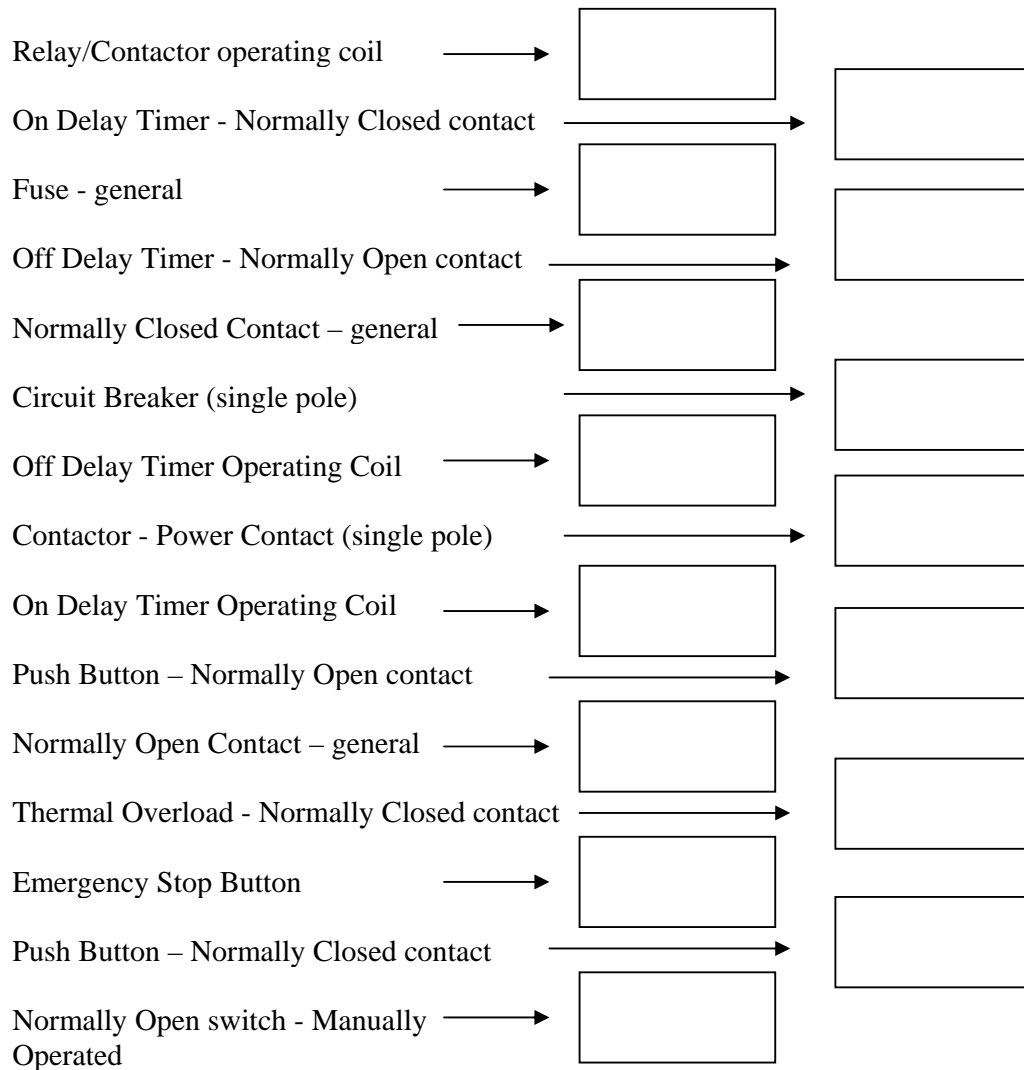 Relay/Contactor operating coil
On Delay Timer - Normally Closed contact
Fuse - general
Off Delay Timer - Normally Open contact
Normally Closed Contact – general
Circuit Breaker (single pole)
Off Delay Timer Operating Coil
Contactor - Power Contact (single pole)
On Delay Timer Operating Coil
Push Button – Normally Open contact
Normally Open Contact – general
Thermal Overload - Normally Closed contact
Emergency Stop Button
Push Button – Normally Closed contact
Normally Open switch - Manually
Operated